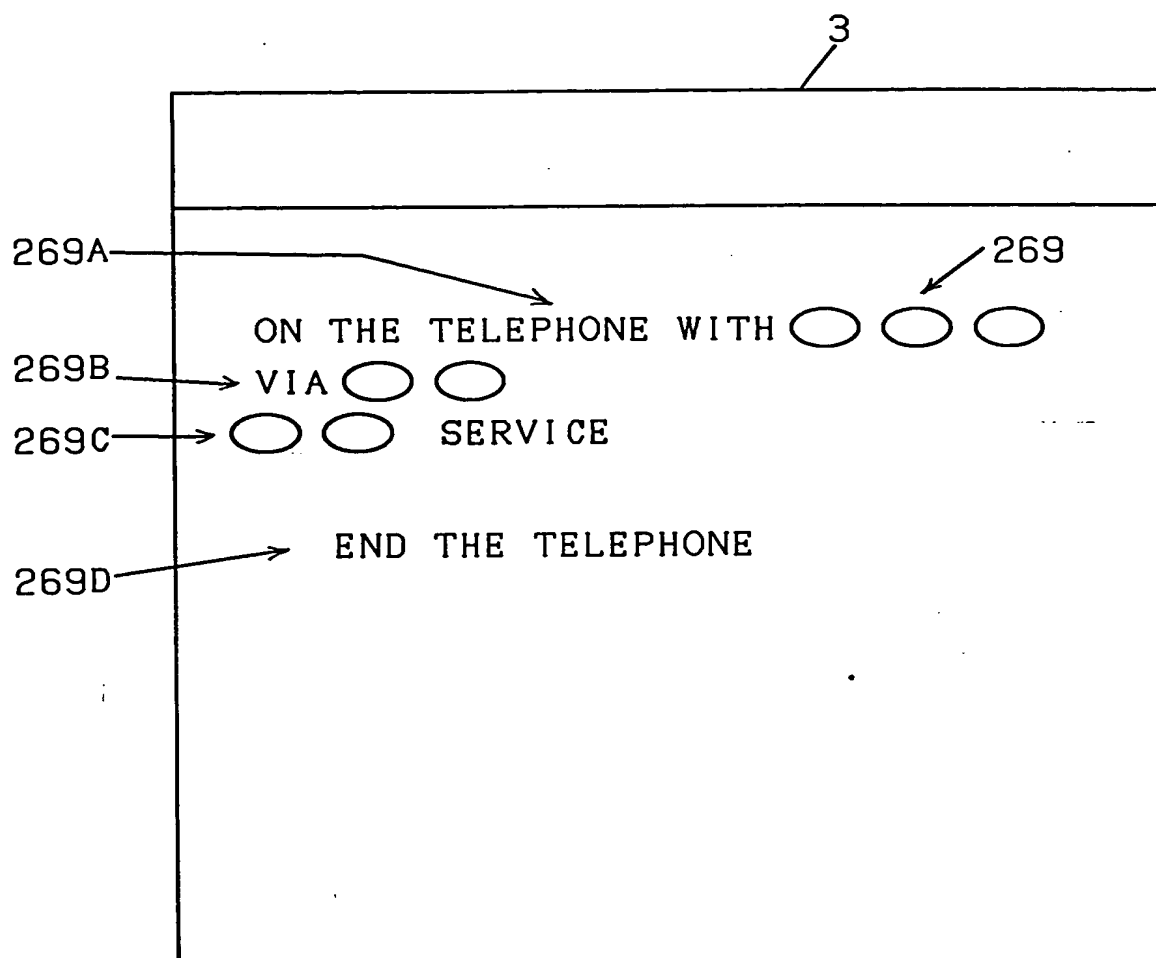 3
269A
269
ON THE TELEPHONE WITH
269B
VIA
269C
SERVICE
END THE TELEPHONE
269D